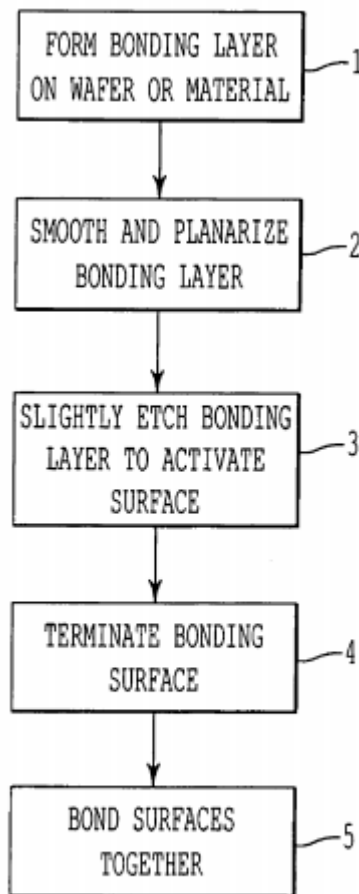 FORM BONDING LAYER
ON WAFER OR MATERIAL
1
SMOOTH AND PLANARIZE
BONDING LAYER
2
SLIGHTLY ETCH BONDING
LAYER TO ACTIVATE
SURFACE
3
TERMINATE BONDING
SURFACE
4
BOND SURFACES
TOGETHER
5